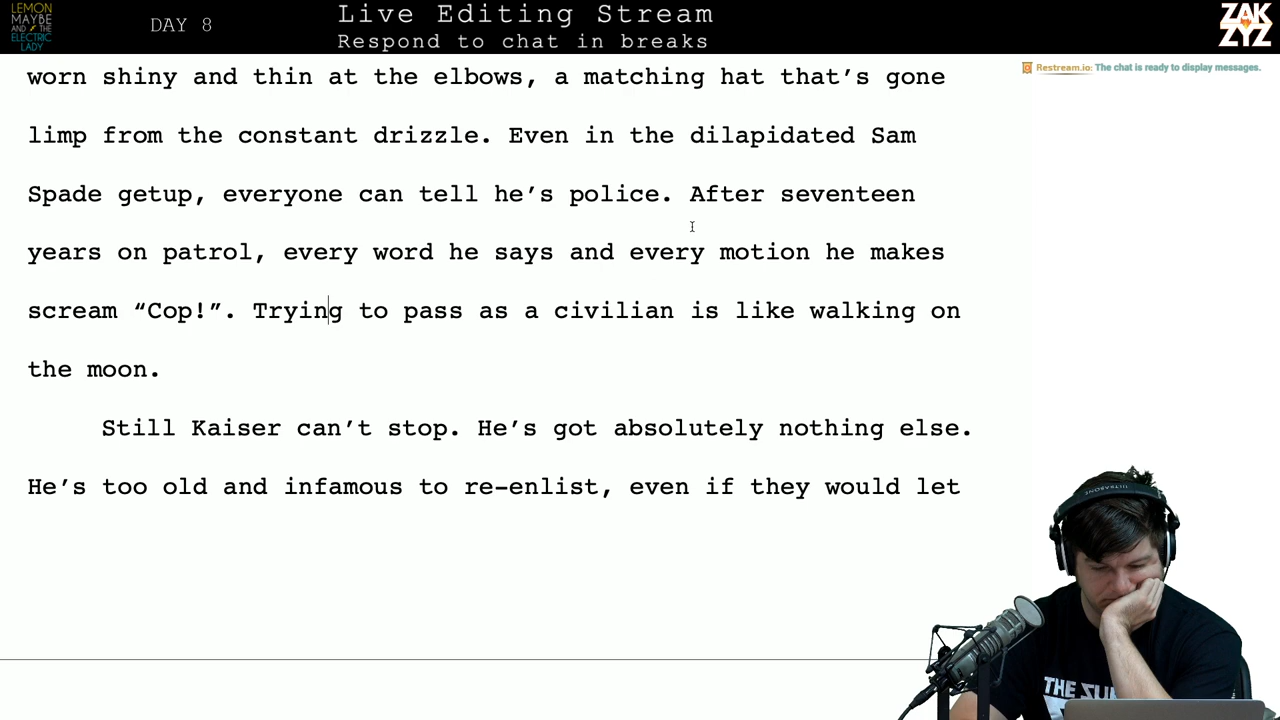 LEMON
MAYBE
AND THE
ELECTRIC
LADY
DAY 8
Live Editing Stream
Respond to chat in breaks
ZAK
ZYZ
Restream.io: The chat is ready to display messages.
worn shiny and thin at the elbows, a matching hat that’s gone
limp from the constant drizzle. Even in the dilapidated Sam
Spade getup, everyone can tell he’s police. After seventeen
years on patrol, every word he says and every motion he makes
scream “Cop!”. Trying to pass as a civilian is like walking on
the moon.
Still Kaiser can’t stop. He’s got absolutely nothing else.
He’s too old and infamous to re-enlist, even if they would let
ULTRASONE
THE